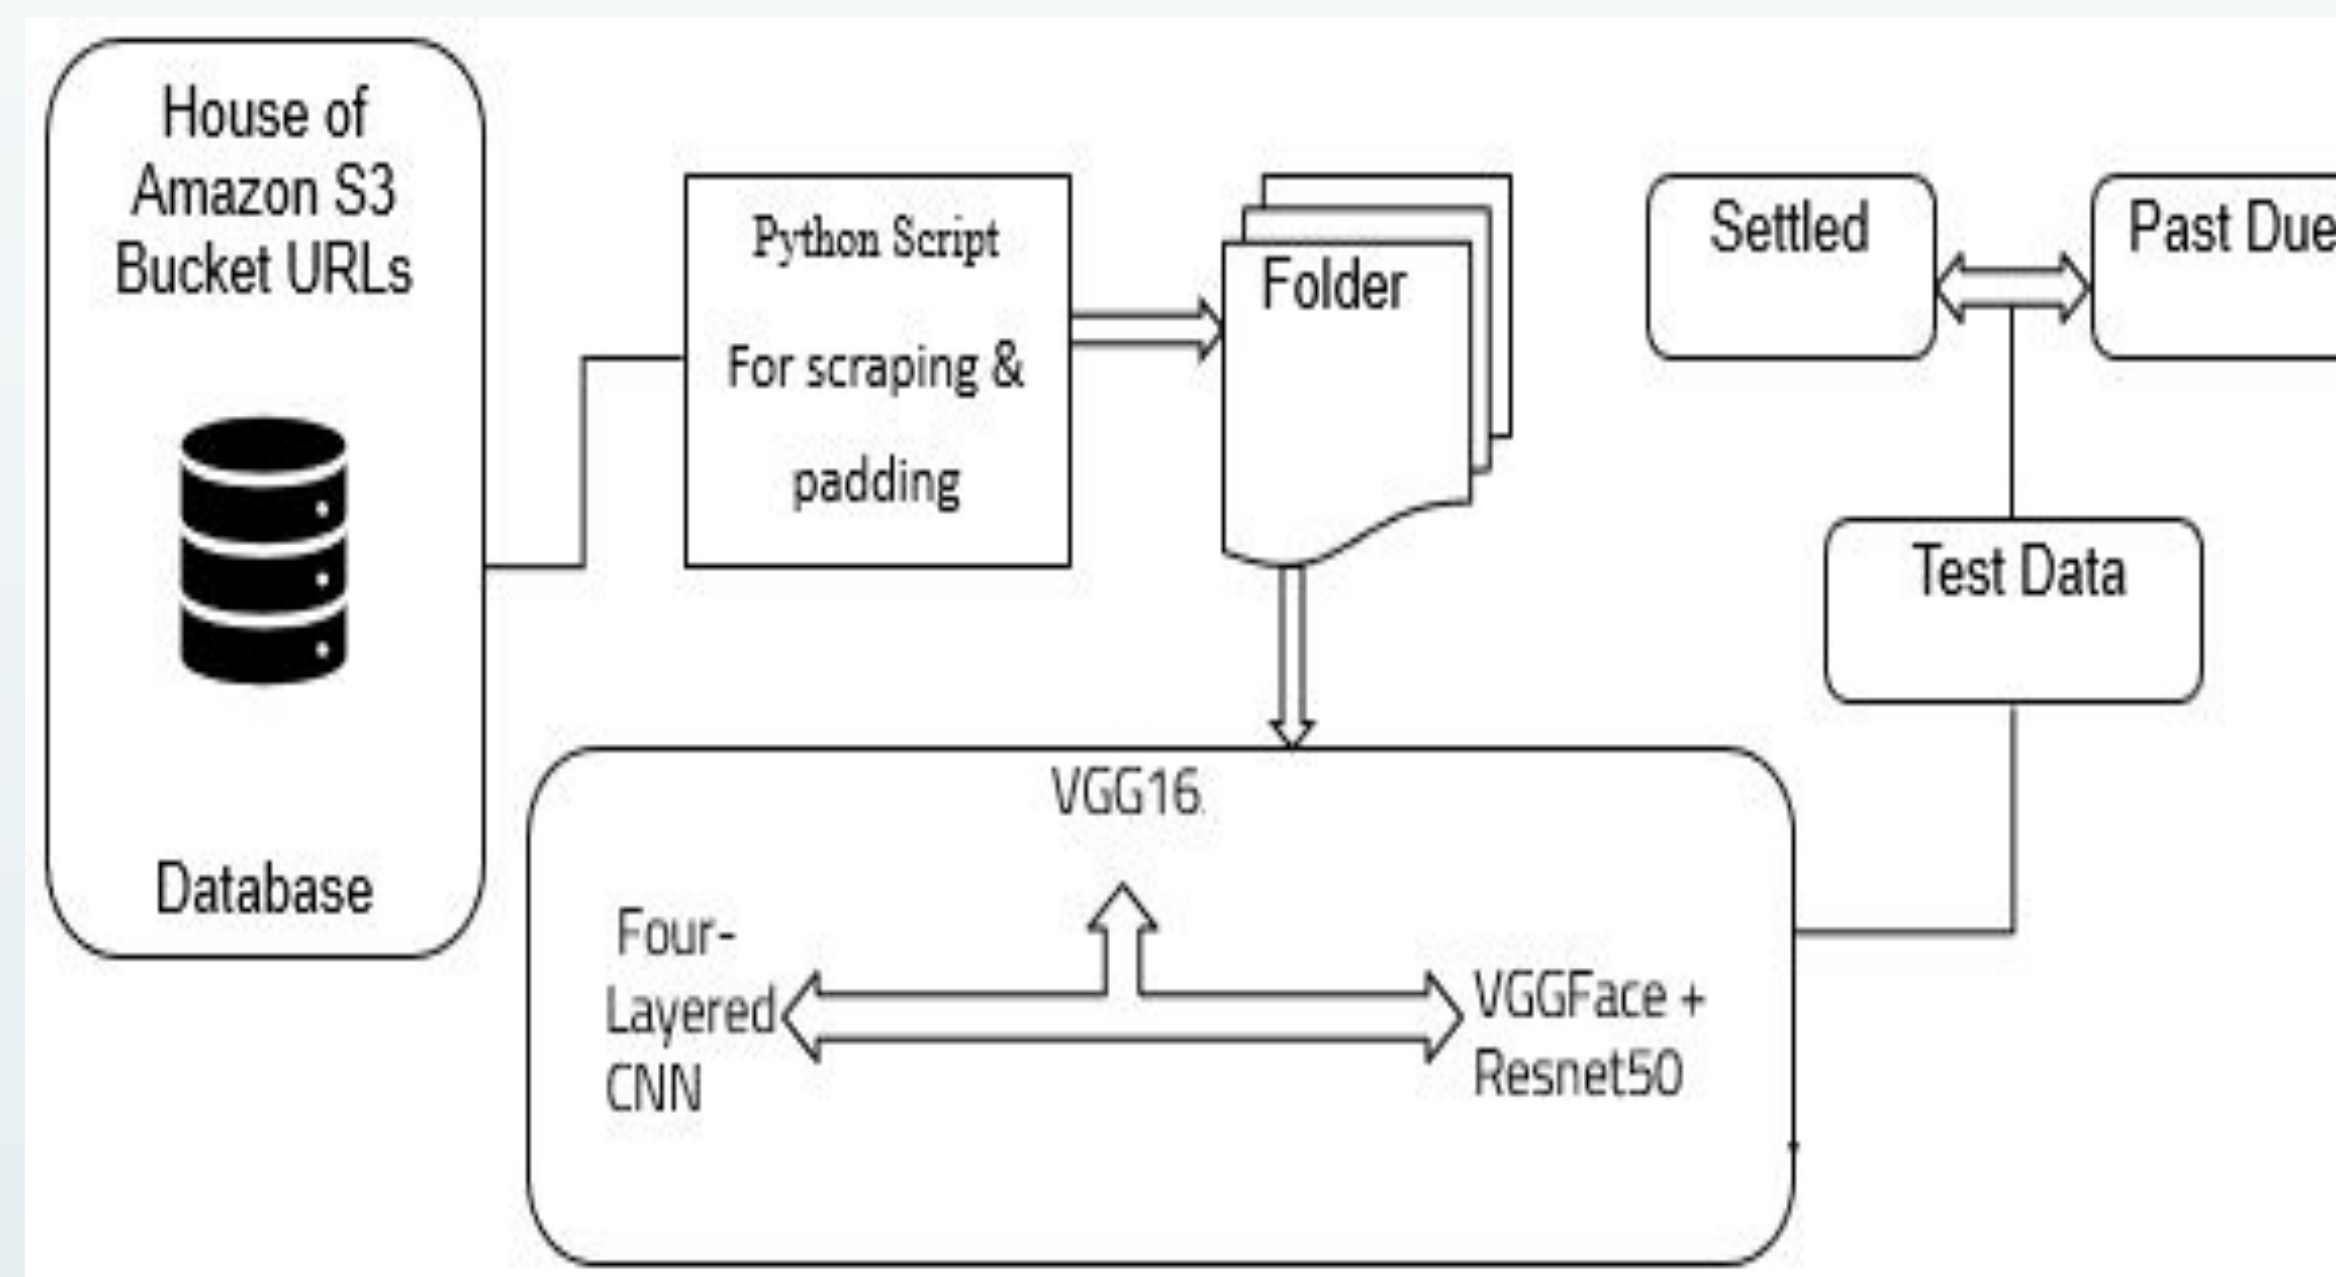 House of
Amazon S3
Bucket URLs
Database
Python Script
For scraping &
padding
Folder
Settled
Past Due
Test Data
VGG16
Four-
Layered
CNN
VGGFace +
Resnet50